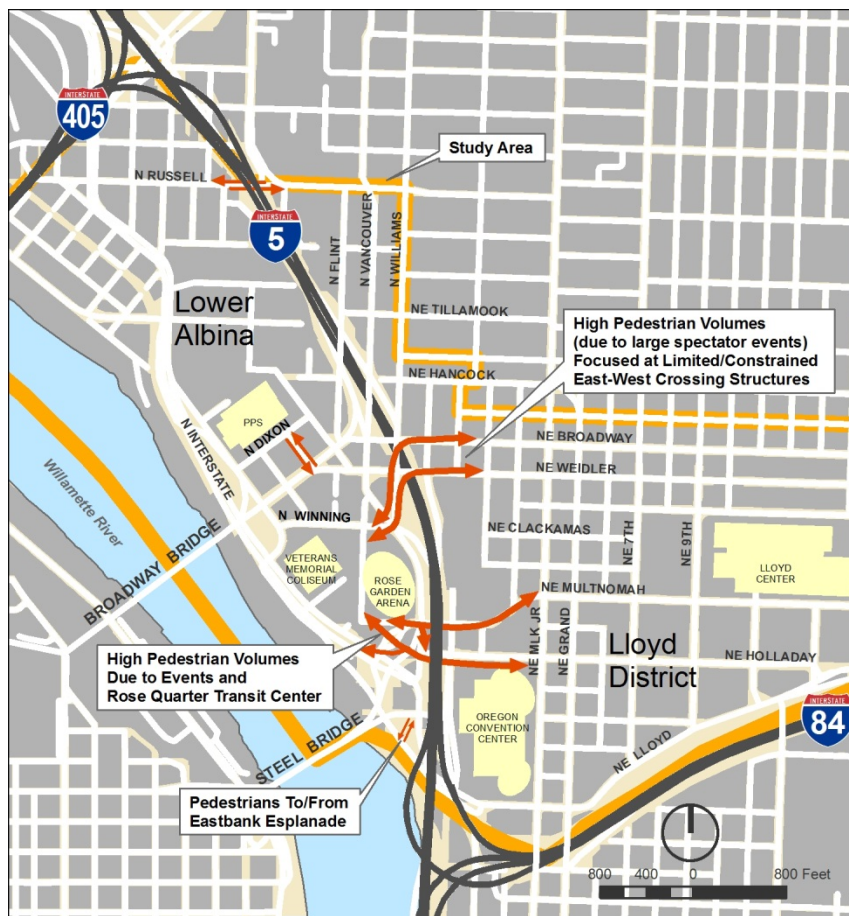 INTERSTATE
405
Study Area
N RUSSELL
INTERSTATE
5
N FLINT
N VANCOUVER
N WILLIAMS
Lower
Albina
NE TILLAMOOK
High Pedestrian Volumes
(due to large spectator events)
Focused at Limited/Constrained
East-West Crossing Structures
NE HANCOCK
PPS
N DIXON
N INTERSTATE
NE BROADWAY
NE WEIDLER
Willamette River
N WINNING
NE CLACKAMAS
NE 7TH
NE 9TH
BROADWAY BRIDGE
VETERANS
MEMORIAL
COLISEUM
ROSE
GARDEN
ARENA
LLOYD
CENTER
NE MULTNOMAH
High Pedestrian Volumes
Due to Events and
Rose Quarter Transit Center
NE MLK JR
NE GRAND
Lloyd
District
NE HOLLADAY
OREGON
CONVENTION
CENTER
INTERSTATE
84
STEEL BRIDGE
NE LLOYD
Pedestrians To/From
Eastbank Esplanade
800 400 0 800 Feet